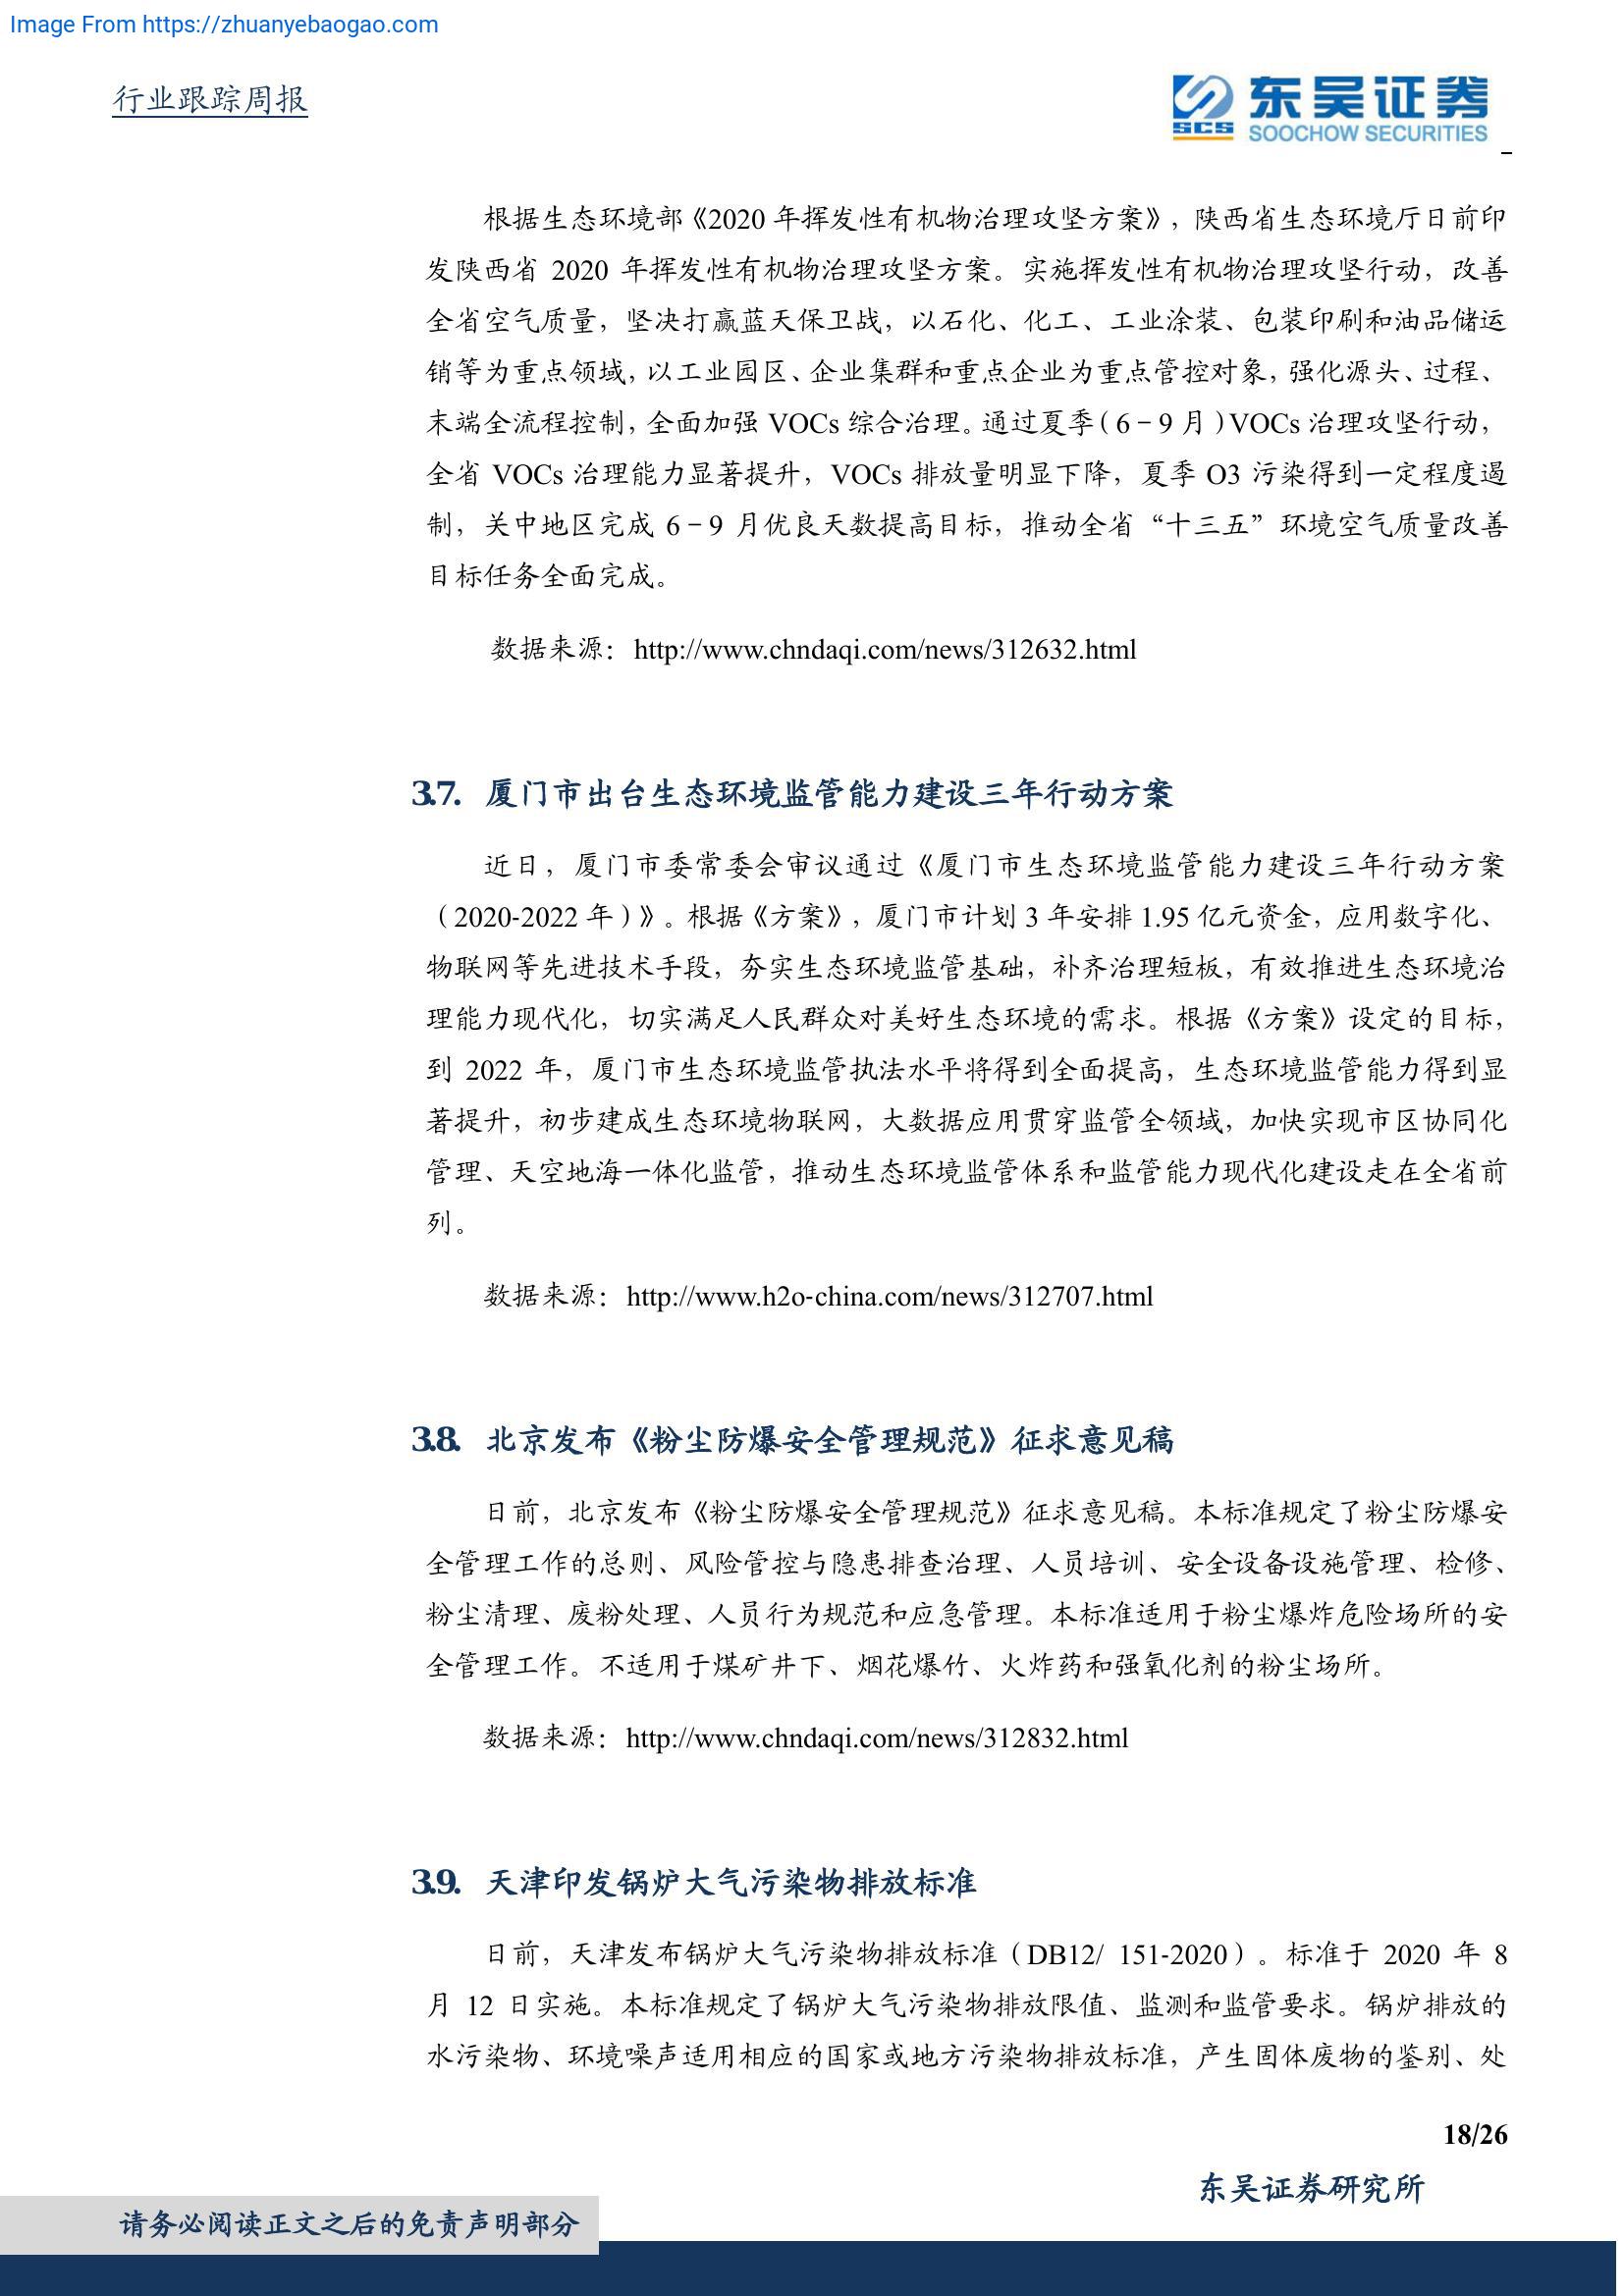 Image From https://zhuanyebaogao.com
行业跟踪周报
SCS
东吴证券
SOOCHOW SECURITIES
根据生态环境部《2020 年挥发性有机物治理攻坚方案》，陕西省生态环境厅日前印
发陕西省 2020 年挥发性有机物治理攻坚方案。实施挥发性有机物治理攻坚行动，改善
全省空气质量，坚决打赢蓝天保卫战，以石化、化工、工业涂装、包装印刷和油品储运
销等为重点领域，以工业园区、企业集群和重点企业为重点管控对象，强化源头、过程、
末端全流程控制，全面加强 VOCs 综合治理。通过夏季（6－9 月）VOCs 治理攻坚行动，
全省 VOCs 治理能力显著提升，VOCs 排放量明显下降，夏季 O3 污染得到一定程度遏
制，关中地区完成 6－9 月优良天数提高目标，推动全省“十三五”环境空气质量改善
目标任务全面完成。
数据来源：http://www.chndaqi.com/news/312632.html
3.7. 厦门市出台生态环境监管能力建设三年行动方案
近日，厦门市委常委会审议通过《厦门市生态环境监管能力建设三年行动方案
（2020-2022 年）》。根据《方案》，厦门市计划 3 年安排 1.95 亿元资金，应用数字化、
物联网等先进技术手段，夯实生态环境监管基础，补齐治理短板，有效推进生态环境治
理能力现代化，切实满足人民群众对美好生态环境的需求。根据《方案》设定的目标，
到 2022 年，厦门市生态环境监管执法水平将得到全面提高，生态环境监管能力得到显
著提升，初步建成生态环境物联网，大数据应用贯穿监管全领域，加快实现市区协同化
管理、天空地海一体化监管，推动生态环境监管体系和监管能力现代化建设走在全省前
列。
数据来源：http://www.h2o-china.com/news/312707.html
3.8. 北京发布《粉尘防爆安全管理规范》征求意见稿
日前，北京发布《粉尘防爆安全管理规范》征求意见稿。本标准规定了粉尘防爆安
全管理工作的总则、风险管控与隐患排查治理、人员培训、安全设备设施管理、检修、
粉尘清理、废粉处理、人员行为规范和应急管理。本标准适用于粉尘爆炸危险场所的安
全管理工作。不适用于煤矿井下、烟花爆竹、火炸药和强氧化剂的粉尘场所。
数据来源：http://www.chndaqi.com/news/312832.html
3.9. 天津印发锅炉大气污染物排放标准
日前，天津发布锅炉大气污染物排放标准（DB12/ 151-2020）。标准于 2020 年 8
月 12 日实施。本标准规定了锅炉大气污染物排放限值、监测和监管要求。锅炉排放的
水污染物、环境噪声适用相应的国家或地方污染物排放标准，产生固体废物的鉴别、处
18/26
东吴证券研究所
请务必阅读正文之后的免责声明部分